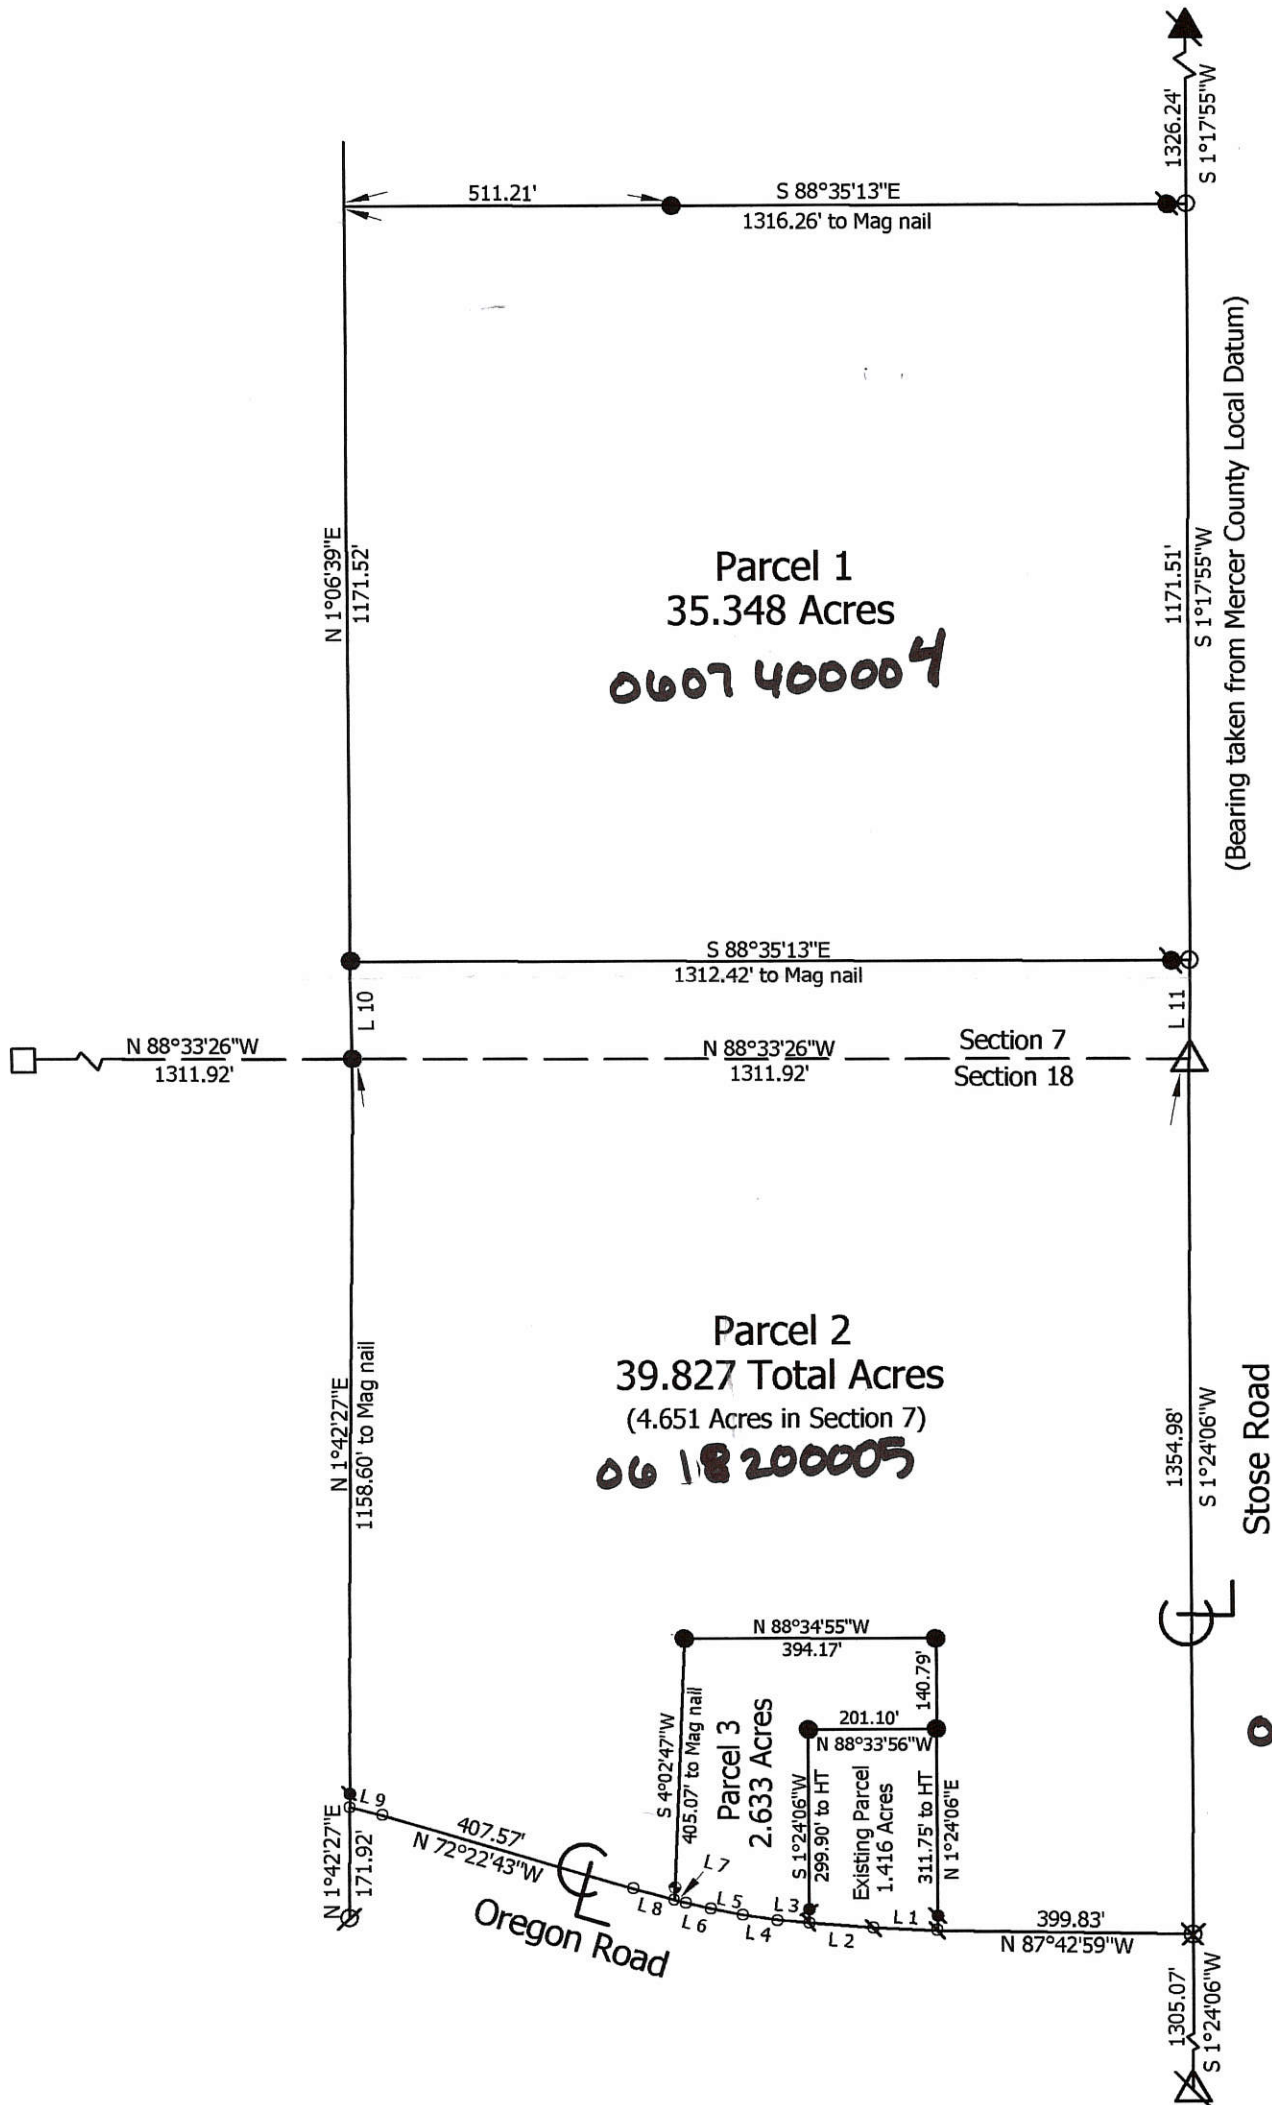 1326.24'
S 1°17'55"W
511.21'
S 88°35'13"E
1316.26' to Mag nail
(Bearing taken from Mercer County Local Datum)
N 1°06'39"E
1171.52'
Parcel 1
35.348 Acres
0607 400004
1171.51'
S 1°17'55"W
S 88°35'13"E
1312.42' to Mag nail
L 10
L 11
N 88°33'26"W
1311.92'
N 88°33'26"W
1311.92'
Section 7
Section 18
N 1°42'27"E
1158.60' to Mag nail
Parcel 2
39.827 Total Acres
(4.651 Acres in Section 7)
06 18 200005
1354.98'
S 1°24'06"W
Stose Road
CL
N 88°34'55"W
394.17'
140.79'
S 4°02'47"W
405.07' to Mag nail
Parcel 3
2.633 Acres
201.10'
N 88°33'56"W
S 1°24'06"W
299.90' to HT
Existing Parcel
1.416 Acres
311.75' to HT
N 1°24'06"E
L 9
407.57'
N 72°22'43"W
CL
N 1°42'27"E
171.92'
L 7
L 8
L 6
L 5
L 4
L 3
L 2
L 1
Oregon Road
399.83'
N 87°42'59"W
1305.07'
S 1°24'06"W